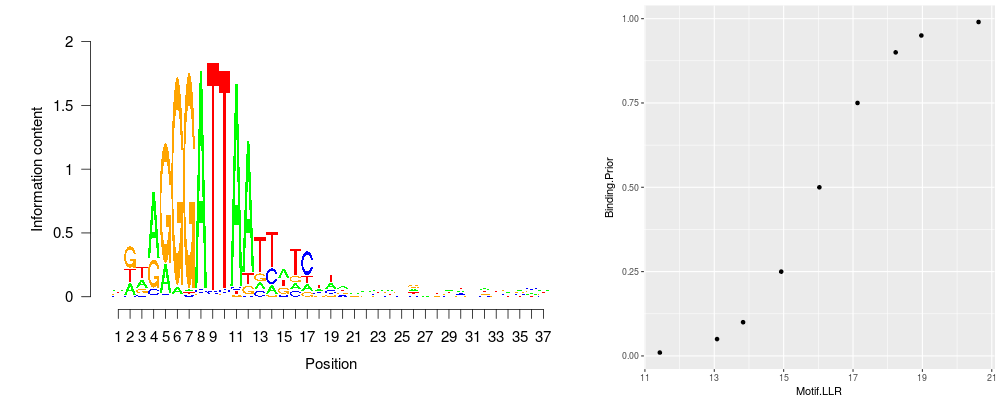 2
1.5
1
0.5
0
Information content
1 2 3 4 5 6 7 8 9 11 13 15 17 19 21 23 25 27 29 31 33 35 37
Position
1.00
0.75
0.50
0.25
0.00
Binding.Prior
11 13 15 17 19 21
Motif.LLR